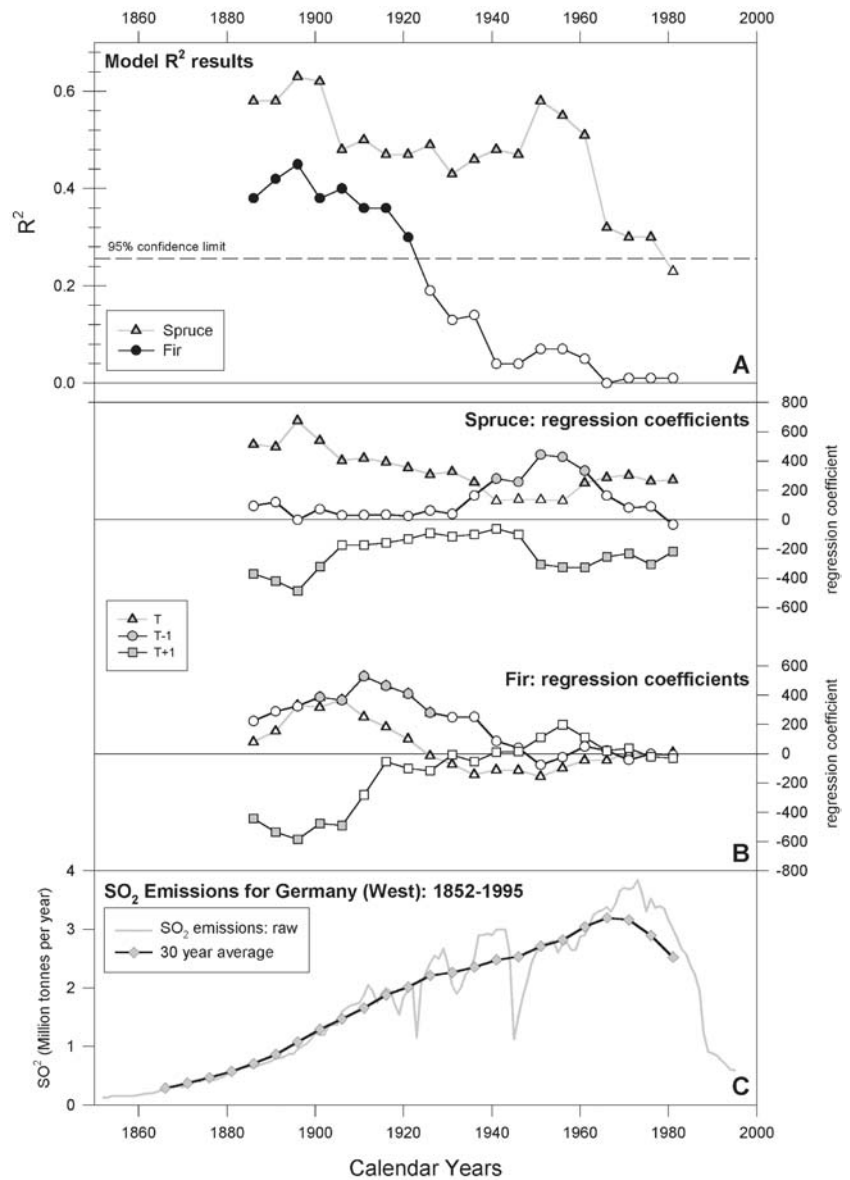 1860 1880 1900 1920 1940 1960 1980 2000
Model R² results
0.6
0.4
R²
95% confidence limit
0.2
Spruce
Fir
A
0.0
800
Spruce: regression coefficients
600
400
200
0
-200
-400
-600
regression coefficient
T
T-1
T+1
Fir: regression coefficients
600
400
200
0
-200
-400
-600
-800
regression coefficient
B
4
SO₂ Emissions for Germany (West): 1852-1995
SO₂ emissions: raw
30 year average
3
2
1
0
SO² (Million tonnes per year)
C
1860 1880 1900 1920 1940 1960 1980 2000
Calendar Years